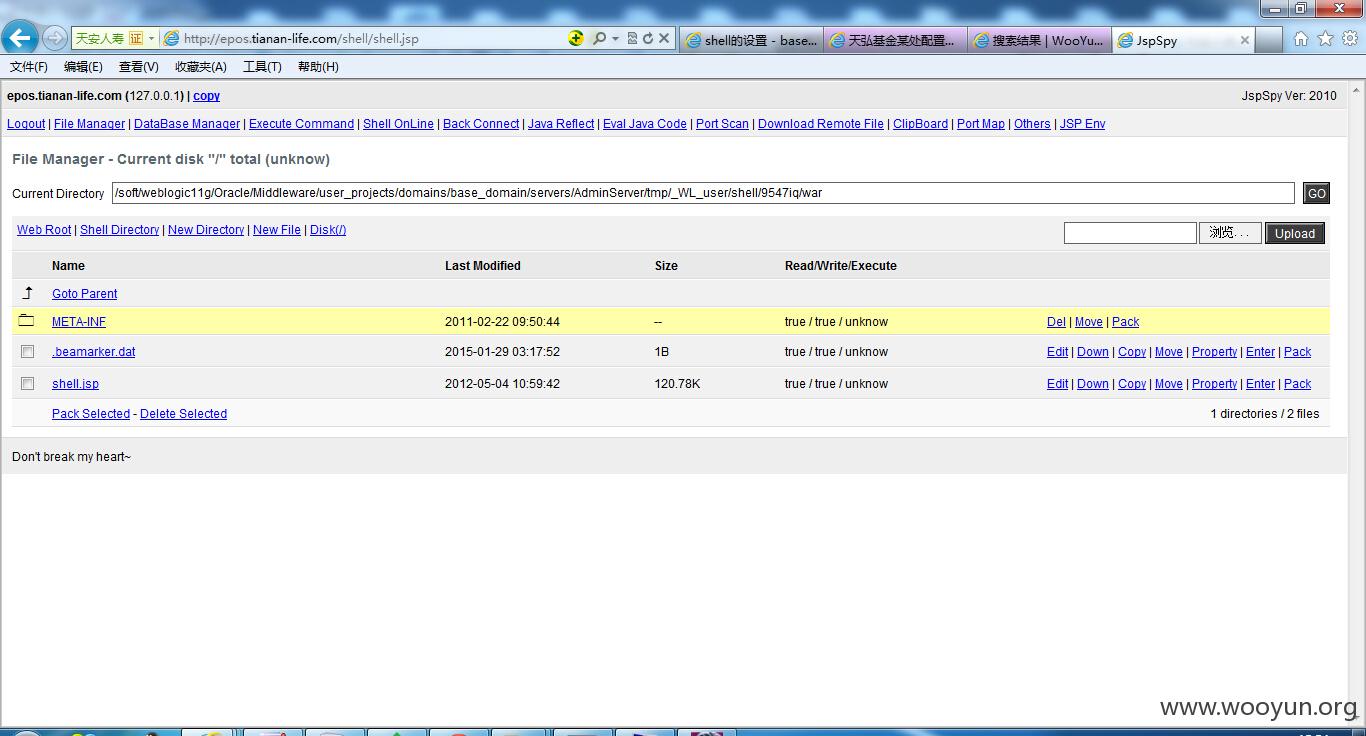 天安人寿 证 http://epos.tianan-life.com/shell/shell.jsp shell的设置 - base... 天弘基金某处配置... 搜索结果 | WooYu... JspSpy
文件(F) 编辑(E) 查看(V) 收藏夹(A) 工具(T) 帮助(H)
epos.tianan-life.com (127.0.0.1) | copy JspSpy Ver: 2010
Logout | File Manager | DataBase Manager | Execute Command | Shell OnLine | Back Connect | Java Reflect | Eval Java Code | Port Scan | Download Remote File | ClipBoard | Port Map | Others | JSP Env
File Manager - Current disk "/" total (unknow)
Current Directory /soft/weblogic11g/Oracle/Middleware/user_projects/domains/base_domain/servers/AdminServer/tmp/_WL_user/shell/9547iq/war GO
Web Root | Shell Directory | New Directory | New File | Disk(/) 浏览... Upload
Name Last Modified Size Read/Write/Execute
Goto Parent
META-INF 2011-02-22 09:50:44 -- true / true / unknow Del | Move | Pack
.beamarker.dat 2015-01-29 03:17:52 1B true / true / unknow Edit | Down | Copy | Move | Property | Enter | Pack
shell.jsp 2012-05-04 10:59:42 120.78K true / true / unknow Edit | Down | Copy | Move | Property | Enter | Pack
Pack Selected - Delete Selected 1 directories / 2 files
Don't break my heart~
www.wooyun.org